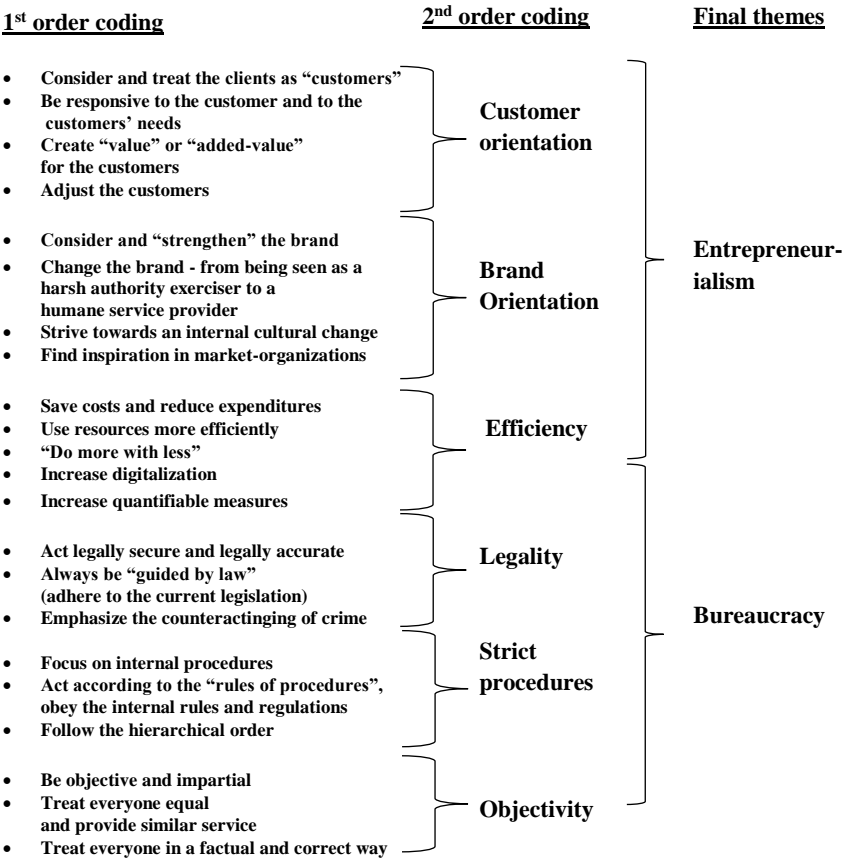 1st order coding
2nd order coding
Final themes
• Consider and treat the clients as “customers”
• Be responsive to the customer and to the
customers’ needs
• Create “value” or “added-value”
for the customers
• Adjust the customers
Customer
orientation
• Consider and “strengthen” the brand
• Change the brand - from being seen as a
harsh authority exerciser to a
humane service provider
• Strive towards an internal cultural change
• Find inspiration in market-organizations
Brand
Orientation
Entrepreneur-
ialism
• Save costs and reduce expenditures
• Use resources more efficiently
• “Do more with less”
• Increase digitalization
• Increase quantifiable measures
Efficiency
• Act legally secure and legally accurate
• Always be “guided by law”
(adhere to the current legislation)
• Emphasize the counteractinging of crime
Legality
• Focus on internal procedures
• Act according to the “rules of procedures”,
obey the internal rules and regulations
• Follow the hierarchical order
Strict
procedures
Bureaucracy
• Be objective and impartial
• Treat everyone equal
and provide similar service
• Treat everyone in a factual and correct way
Objectivity